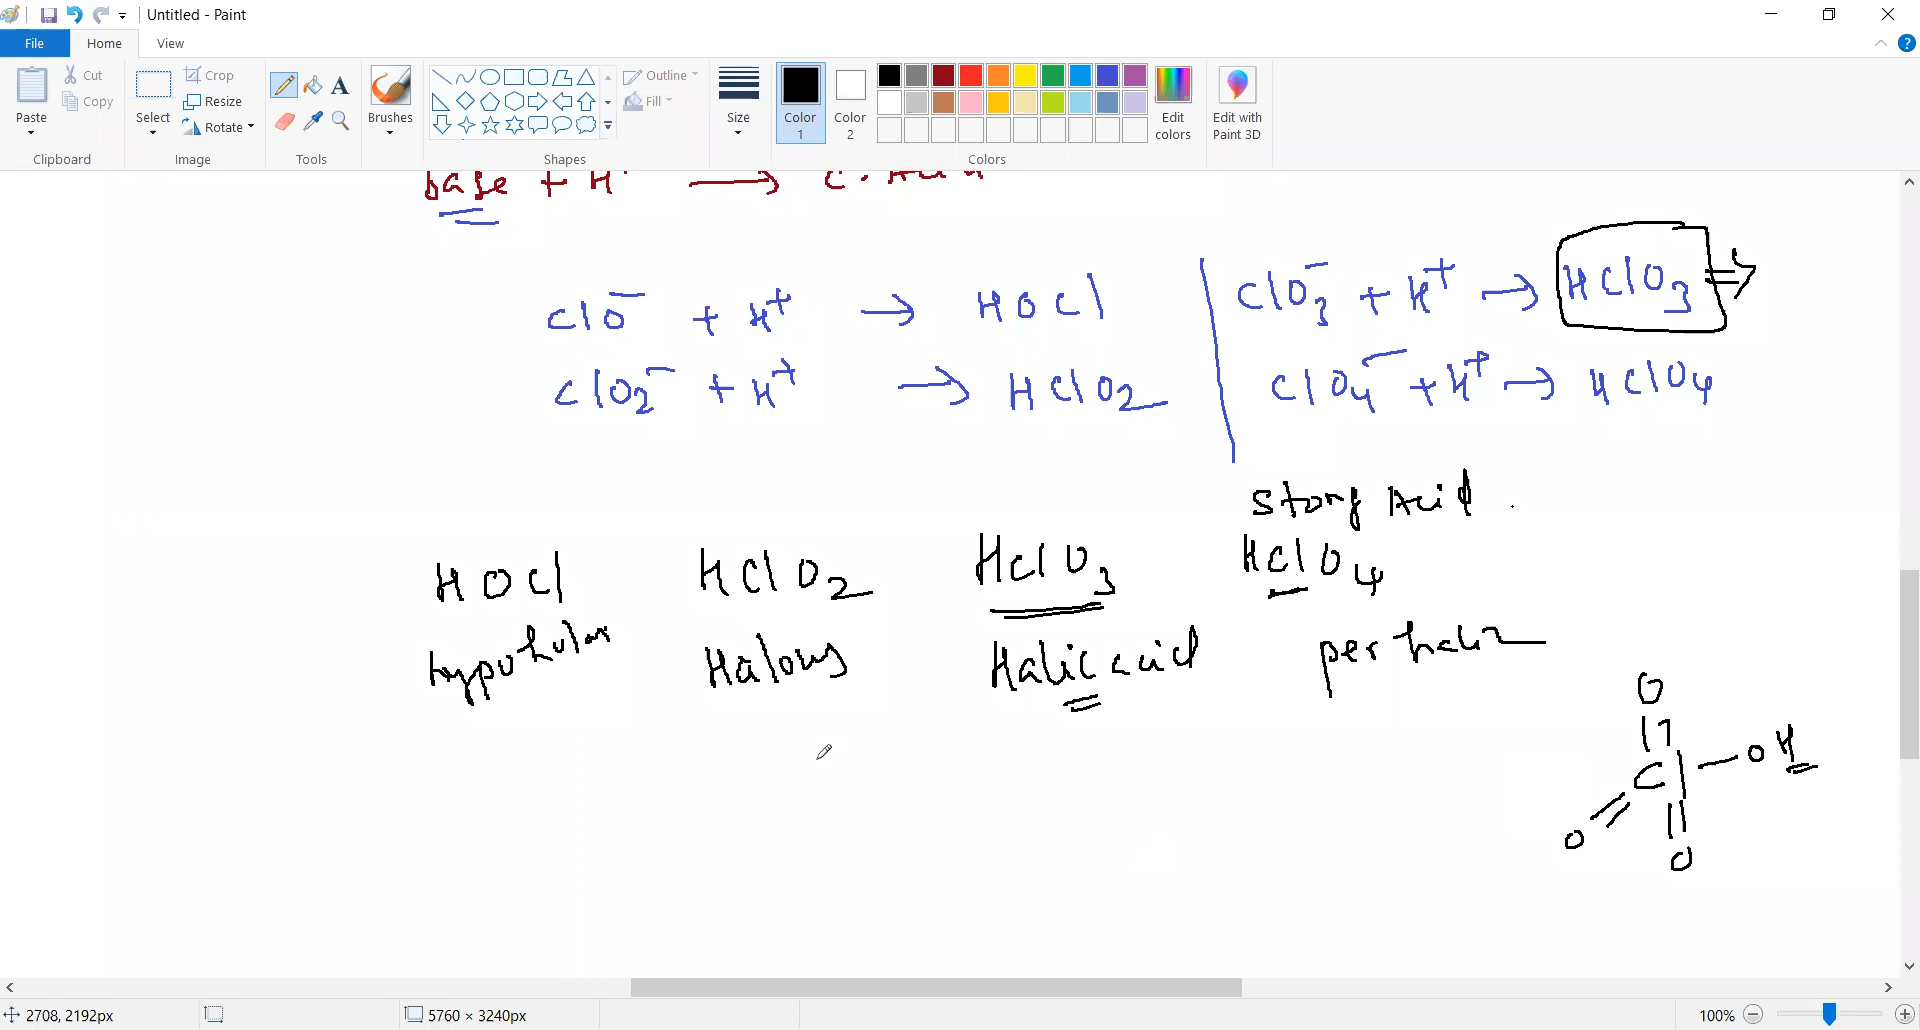 Untitled - Paint
File Home View
Cut
Copy
Paste
Clipboard
Crop
Resize
Rotate
Select
Image
Tools
Brushes
Outline
Fill
Shapes
Size
Color 1
Color 2
Edit colors
Edit with Paint 3D
Colors
base + H⁺ → C. Acid
ClO⁻ + H⁺ → HOCl
ClO₂⁻ + H⁺ → HClO₂
ClO₃⁻ + H⁺ → HClO₃ ⇒
ClO₄⁻ + H⁺ → HClO₄
Strong Acid.
HOCl HClO₂ HClO₃ HClO₄
Halous Halic acid per halic
O
Cl — OH
O
O
2708, 2192px
5760 × 3240px
100%